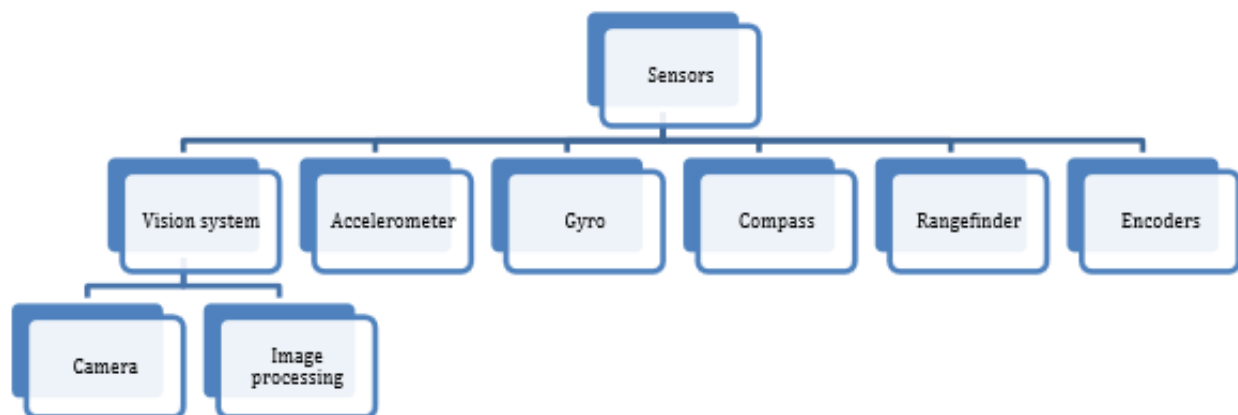 Sensors
Vision system
Accelerometer
Gyro
Compass
Rangefinder
Encoders
Camera
Image
processing